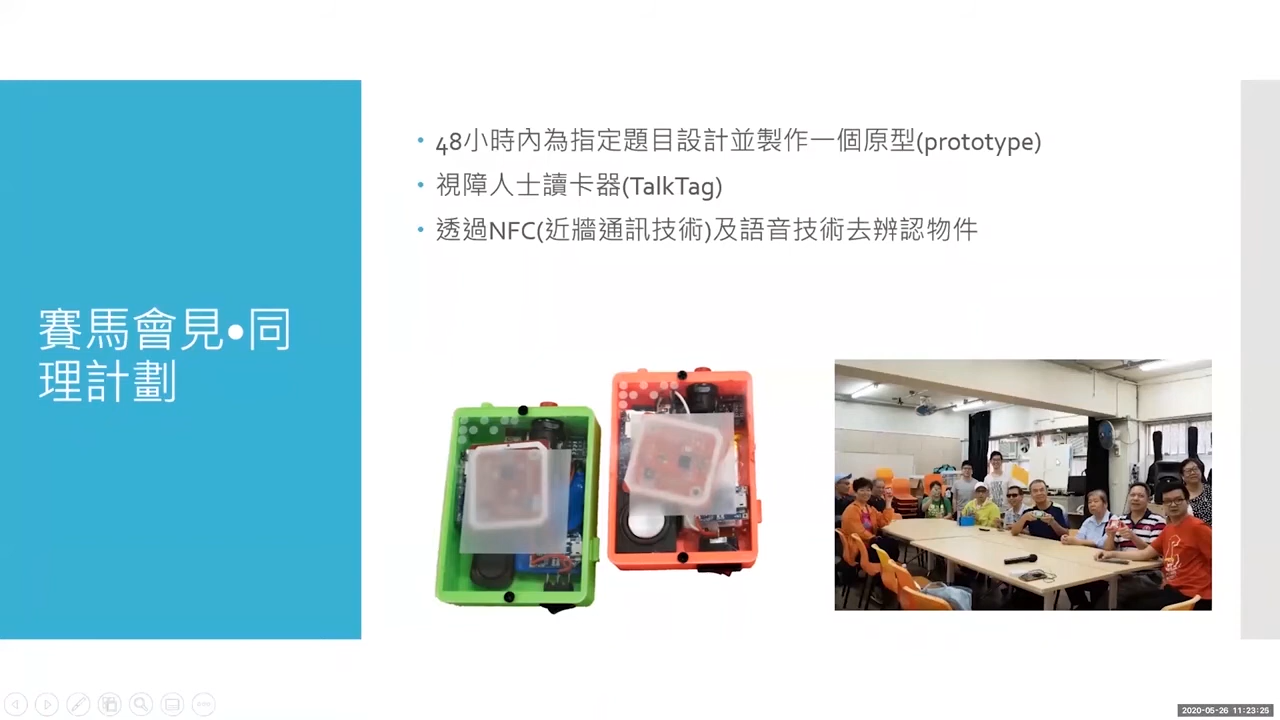 賽馬會見•同
理計劃
• 48小時內為指定題目設計並製作一個原型(prototype)
• 視障人士讀卡器(TalkTag)
• 透過NFC(近牆通訊技術)及語音技術去辨認物件
2020-05-26 11:23:25